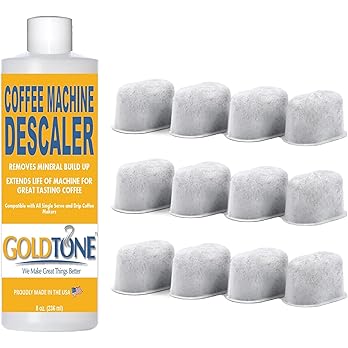 COFFEE MACHINE
DESCALER
REMOVES MINERAL BUILD UP
EXTENDS LIFE OF MACHINE FOR
GREAT TASTING COFFEE
Compatible with All Single Serve and Drip Coffee
Makers
GOLDTONE
We Make Great Things Better
PROUDLY MADE IN THE USA
8 oz. (236 ml)